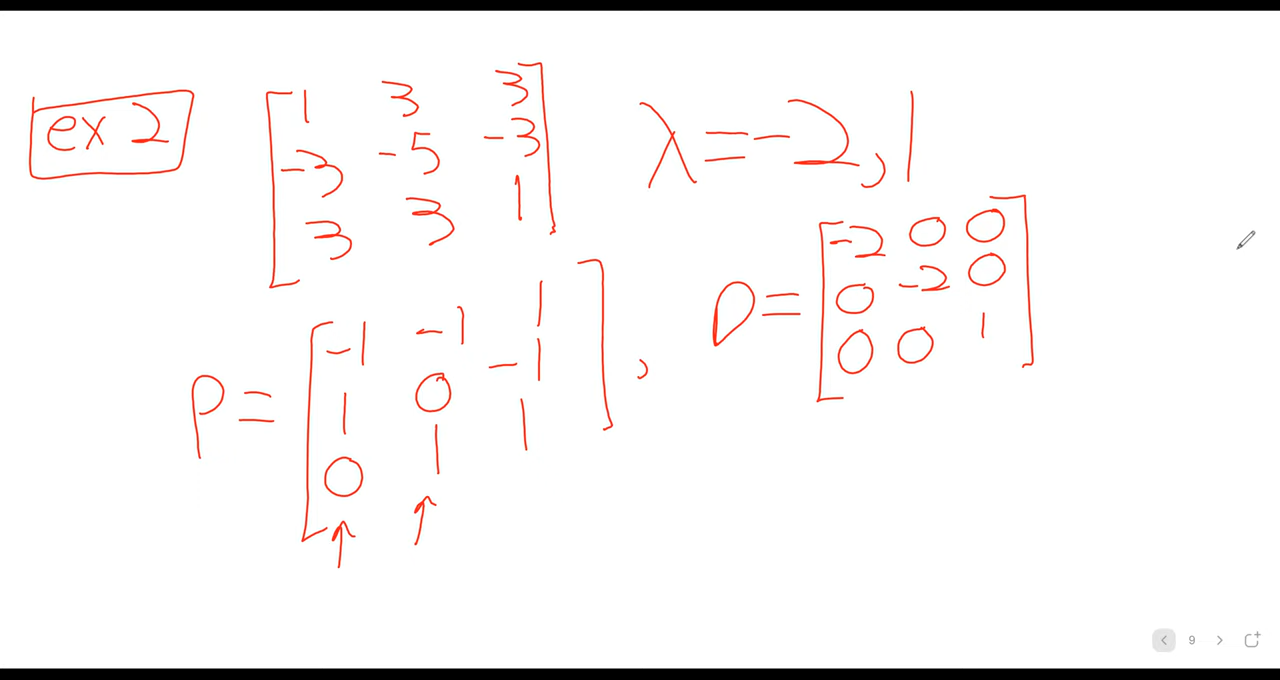 ex 2
1 3 3
-3 -5 -3
3 3 1
λ = -2, 1
P = [-1 -1 1
1 0 -1
0 1 1] ,
D = [-2 0 0
0 -2 0
0 0 1]
9